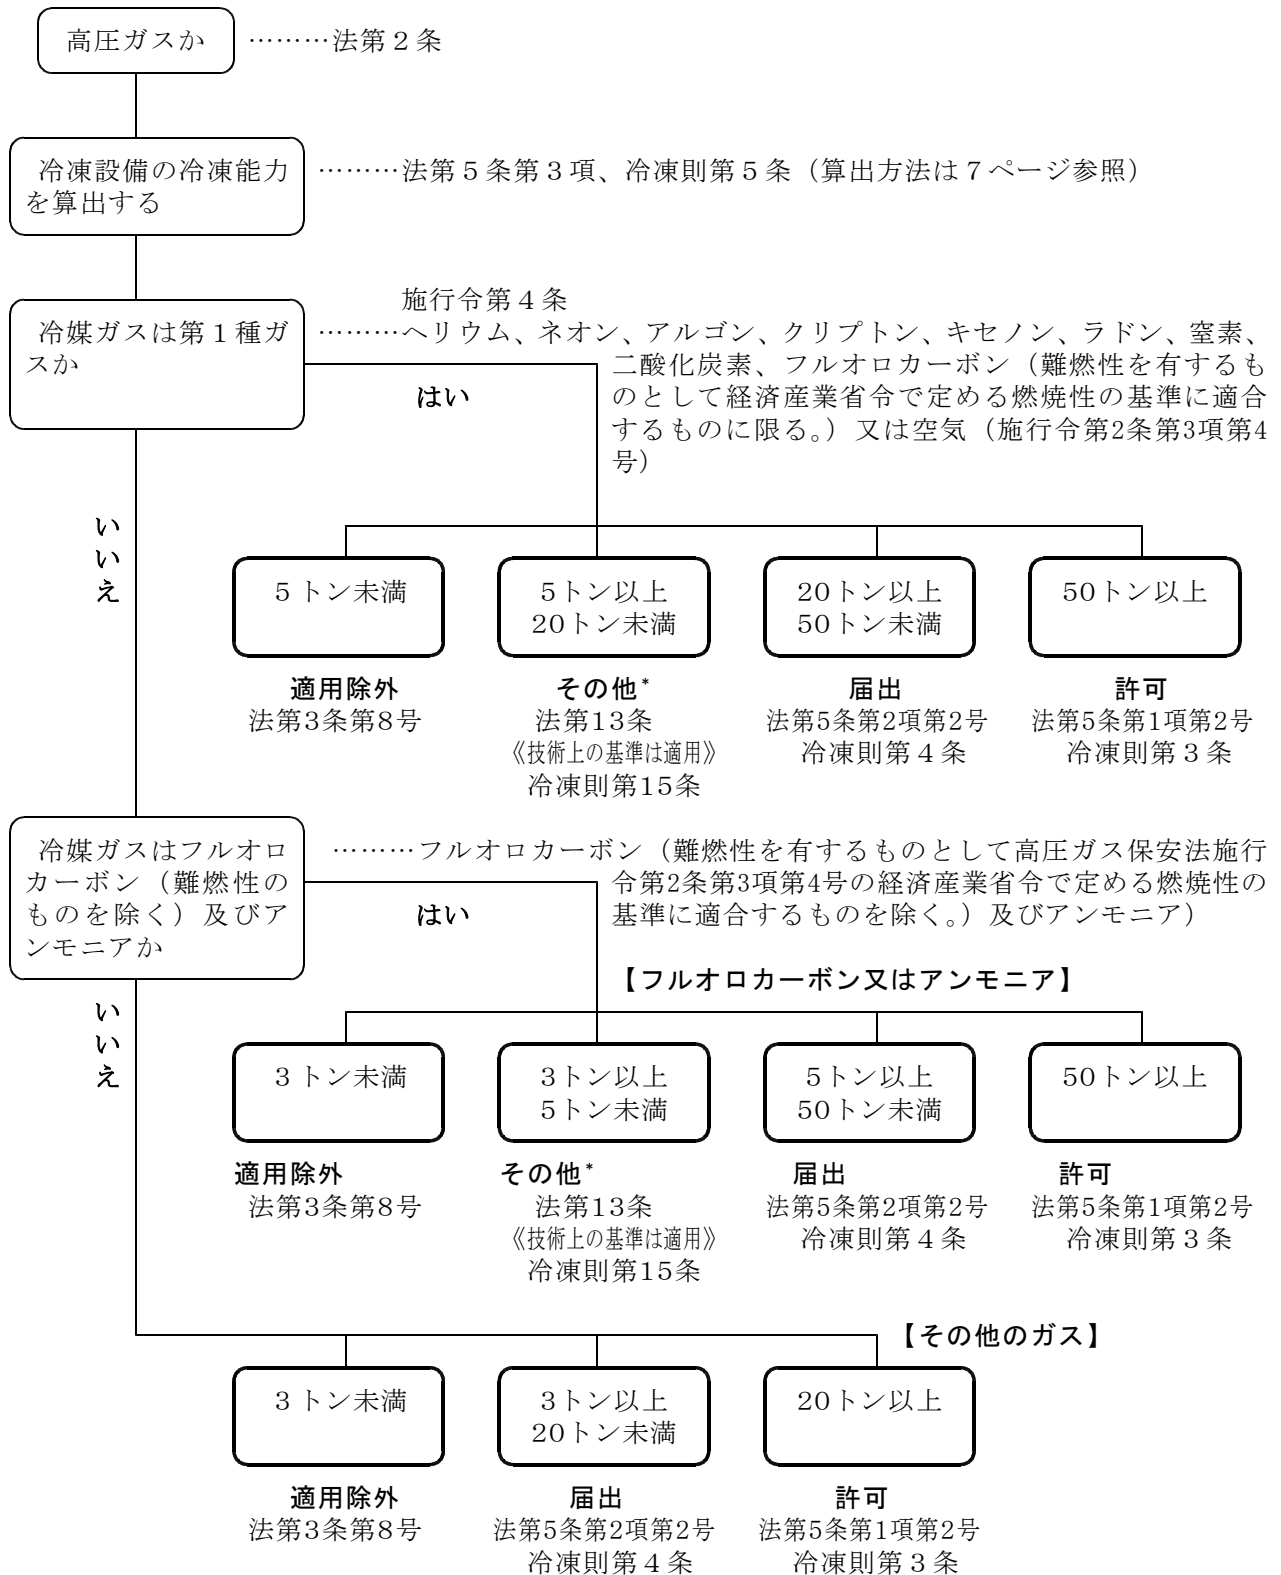 高圧ガスか ………法第２条
冷凍設備の冷凍能力 ………法第５条第３項、冷凍則第５条（算出方法は７ページ参照）
を算出する
施行令第４条
冷媒ガスは第１種ガ ………ヘリウム、ネオン、アルゴン、クリプトン、キセノン、ラドン、窒素、
スか
二酸化炭素、フルオロカーボン（難燃性を有するも
はい
のとして経済産業省令で定める燃焼性の基準に適合
するものに限る。）又は空気（施行令第2条第3項第4
号）
いいえ
５トン未満
5トン以上
20トン未満
20トン以上
50トン未満
50トン以上
適用除外
法第3条第8号
その他*
法第13条
《技術上の基準は適用》
冷凍則第15条
届出
法第5条第2項第2号
冷凍則第４条
許可
法第5条第1項第2号
冷凍則第３条
冷媒ガスはフルオロ
カーボン（難燃性の
ものを除く）及びア
ンモニアか
………フルオロカーボン（難燃性を有するものとして高圧ガス保安法施行
令第2条第3項第4号の経済産業省令で定める燃焼性の
基準に適合するものを除く。）及びアンモニア）
はい
【フルオロカーボン又はアンモニア】
いいえ
３トン未満
3トン以上
5トン未満
5トン以上
50トン未満
50トン以上
適用除外
法第3条第8号
その他*
法第13条
《技術上の基準は適用》
冷凍則第15条
届出
法第5条第2項第2号
冷凍則第４条
許可
法第5条第1項第2号
冷凍則第３条
【その他のガス】
３トン未満
3トン以上
20トン未満
20トン以上
適用除外
法第3条第8号
届出
法第5条第2項第2号
冷凍則第４条
許可
法第5条第1項第2号
冷凍則第３条